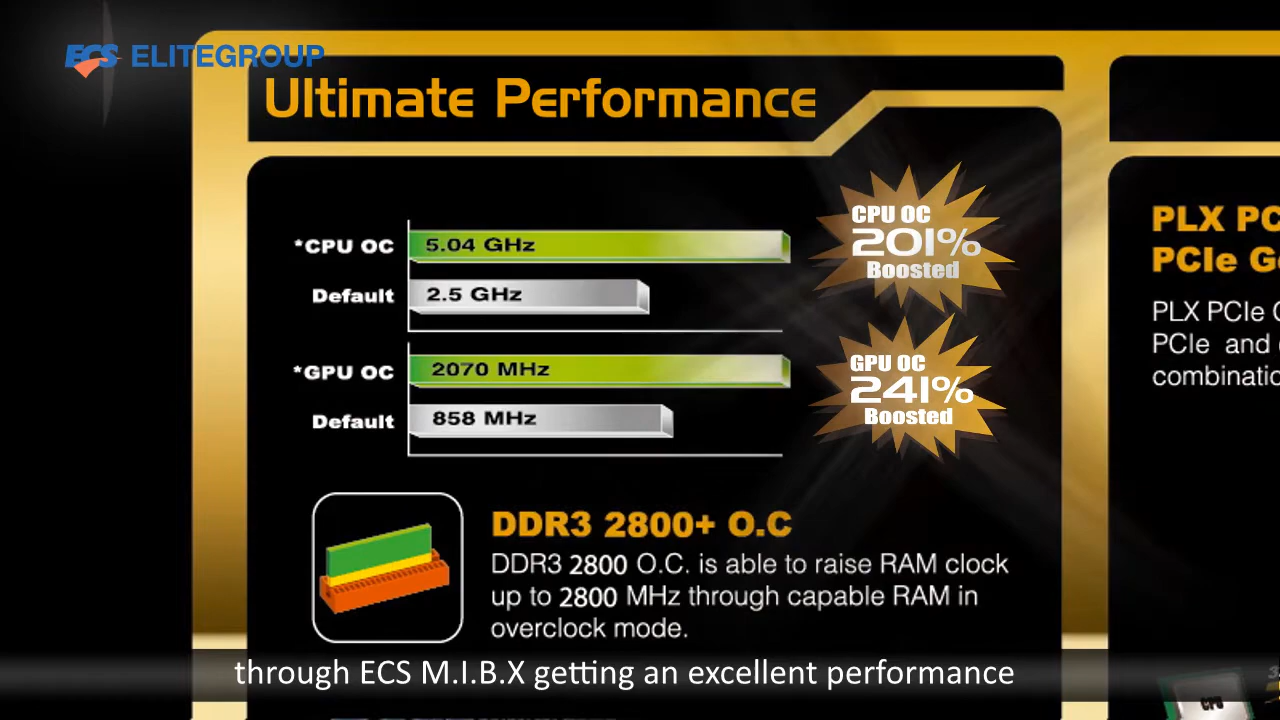 ECS ELITEGROUP
Ultimate Performance
*CPU OC 5.04 GHz
Default 2.5 GHz
CPU OC
201%
Boosted
*GPU OC 2070 MHz
Default 858 MHz
GPU OC
241%
Boosted
DDR3 2800+ O.C
DDR3 2800 O.C. is able to raise RAM clock
up to 2800 MHz through capable RAM in
overclock mode.
PLX PC
PCIe G
PLX PCIe
PCIe and
combinatio
CPU
through ECS M.I.B.X getting an excellent performance